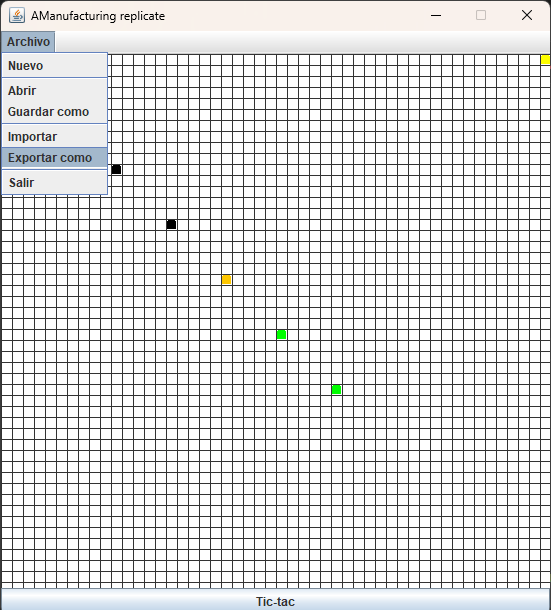 AManufacturing replicate
Archivo
Nuevo
Abrir
Guardar como
Importar
Exportar como
Salir
Tic-tac